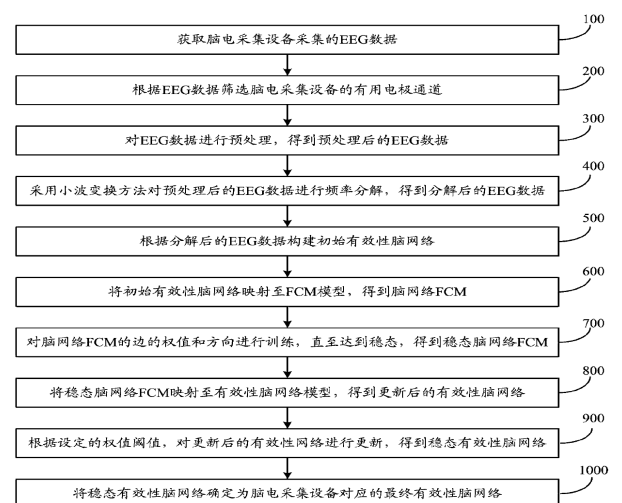 100
获取脑电采集设备采集的EEG数据
200
根据EEG数据筛选脑电采集设备的有用电极通道
300
对EEG数据进行预处理，得到预处理后的EEG数据
400
采用小波变换方法对预处理后的EEG数据进行频率分解，得到分解后的EEG数据
500
根据分解后的EEG数据构建初始有效性脑网络
600
将初始有效性脑网络映射至FCM模型，得到脑网络FCM
700
对脑网络FCM的边的权值和方向进行训练，直至达到稳态，得到稳态脑网络FCM
800
将稳态脑网络FCM映射至有效性脑网络模型，得到更新后的有效性脑网络
900
根据设定的权值阈值，对更新后的有效性网络进行更新，得到稳态有效性脑网络
1000
将稳态有效性脑网络确定为脑电采集设备对应的最终有效性脑网络